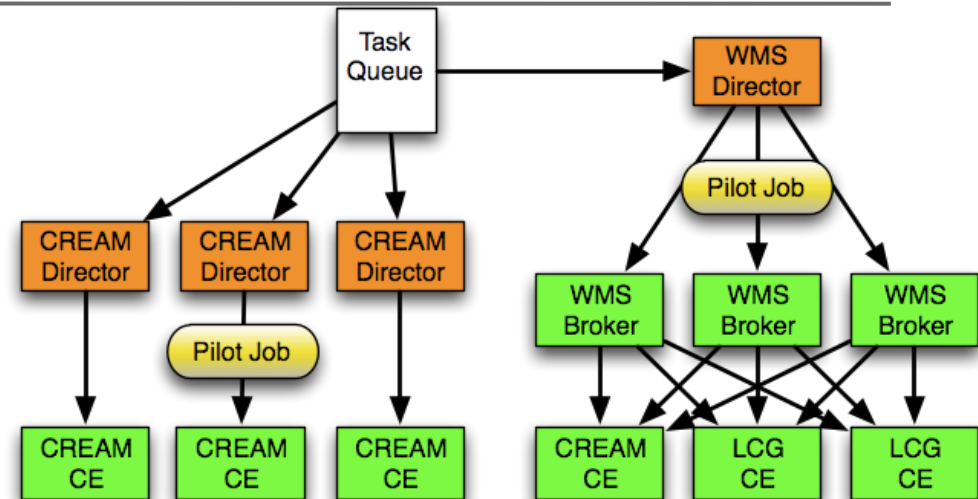 Task
Queue
WMS
Director
Pilot Job
CREAM
Director
CREAM
Director
CREAM
Director
WMS
Broker
WMS
Broker
WMS
Broker
Pilot Job
CREAM
CE
CREAM
CE
CREAM
CE
CREAM
CE
LCG
CE
LCG
CE